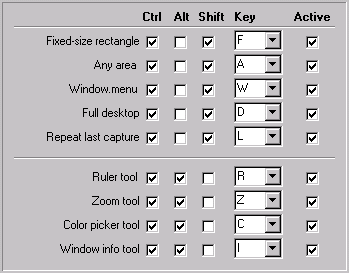 Ctrl Alt Shift Key Active
Fixed-size rectangle F
Any area A
Window.menu W
Full desktop D
Repeat last capture L
Ruler tool R
Zoom tool Z
Color picker tool C
Window info tool I